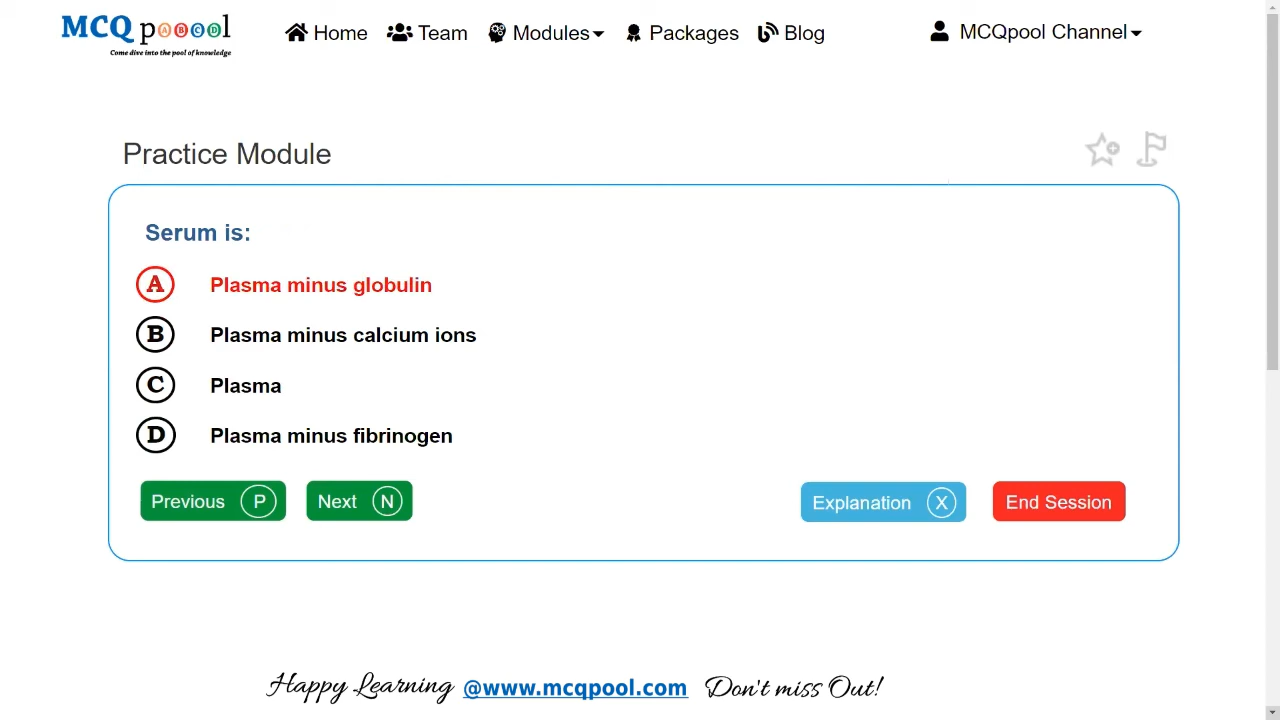 MCQ pooool
Come dive into the pool of knowledge
Home Team Modules Packages Blog MCQpool Channel
Practice Module
Serum is:
A Plasma minus globulin
B Plasma minus calcium ions
C Plasma
D Plasma minus fibrinogen
Previous P Next N Explanation X End Session
Happy Learning @www.mcqpool.com Don't miss Out!